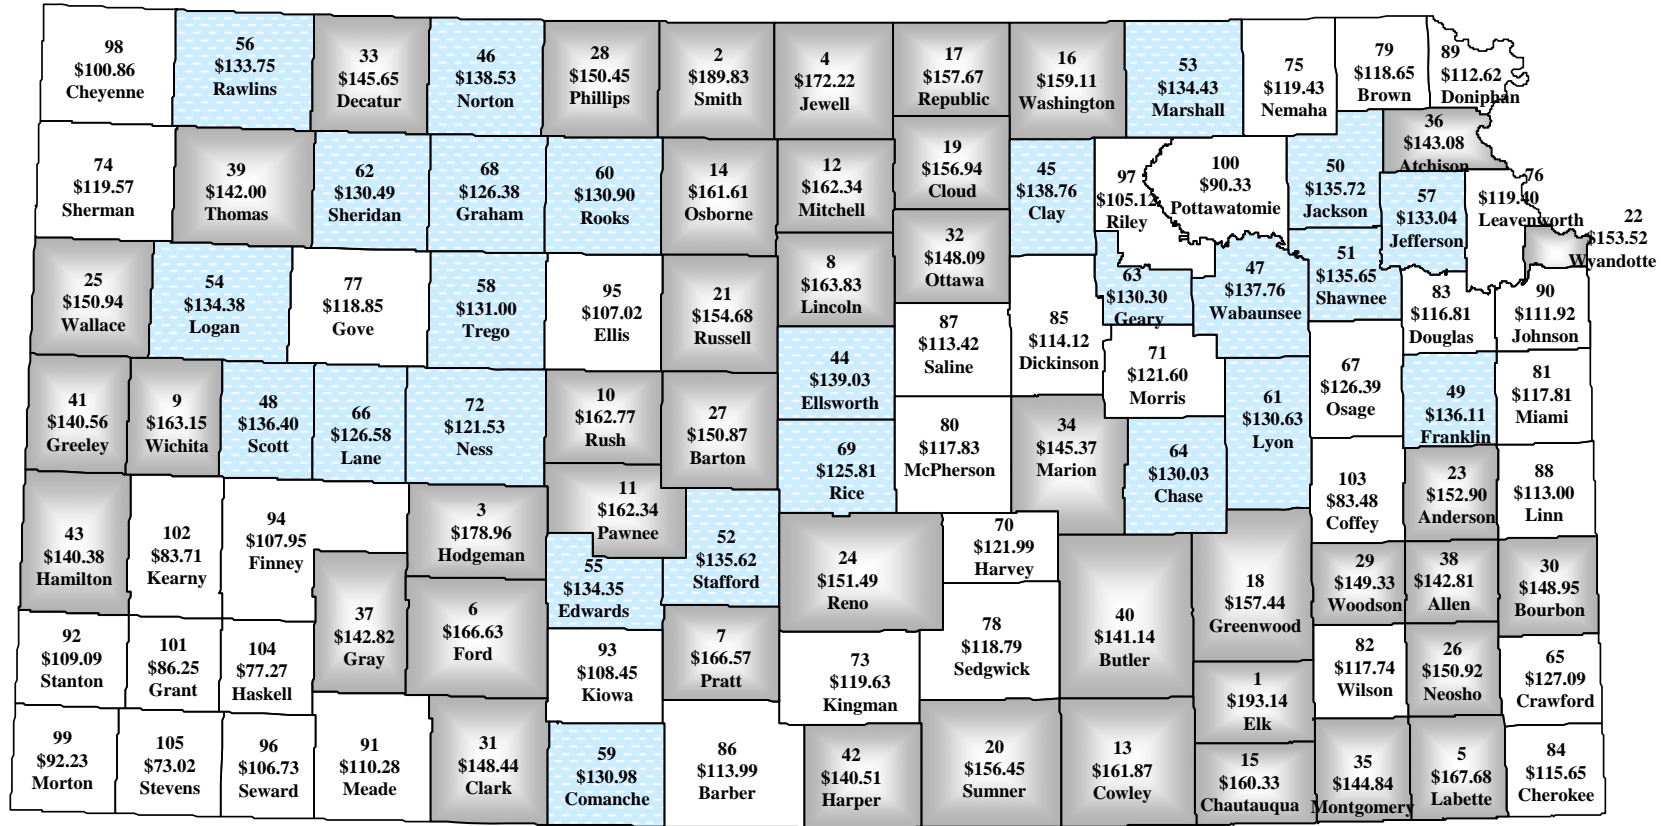 98
$100.86
Cheyenne
56
$133.75
Rawlins
33
$145.65
Decatur
46
$138.53
Norton
28
$150.45
Phillips
2
$189.83
Smith
4
$172.22
Jewell
17
$157.67
Republic
16
$159.11
Washington
53
$134.43
Marshall
75
$119.43
Nemaha
79
$118.65
Brown
89
$112.62
Doniphan
74
$119.57
Sherman
39
$142.00
Thomas
62
$130.49
Sheridan
68
$126.38
Graham
60
$130.90
Rooks
14
$161.61
Osborne
12
$162.34
Mitchell
19
$156.94
Cloud
45
$138.76
Clay
97
$105.12
Riley
100
$90.33
Pottawatomie
50
$135.72
Jackson
36
$143.08
Atchison
57
$133.04
Jefferson
76
$119.40
Leavenworth
22
$153.52
Wyandotte
25
$150.94
Wallace
54
$134.38
Logan
77
$118.85
Gove
58
$131.00
Trego
95
$107.02
Ellis
21
$154.68
Russell
8
$163.83
Lincoln
32
$148.09
Ottawa
87
$113.42
Saline
85
$114.12
Dickinson
63
$130.30
Geary
47
$137.76
Wabaunsee
51
$135.65
Shawnee
83
$116.81
Douglas
90
$111.92
Johnson
41
$140.56
Greeley
9
$163.15
Wichita
48
$136.40
Scott
66
$126.58
Lane
72
$121.53
Ness
10
$162.77
Rush
27
$150.87
Barton
44
$139.03
Ellsworth
69
$125.81
Rice
80
$117.83
McPherson
34
$145.37
Marion
71
$121.60
Morris
64
$130.03
Chase
61
$130.63
Lyon
67
$126.39
Osage
49
$136.11
Franklin
81
$117.81
Miami
43
$140.38
Hamilton
102
$83.71
Kearny
94
$107.95
Finney
3
$178.96
Hodgeman
11
$162.34
Pawnee
55
$134.35
Edwards
52
$135.62
Stafford
24
$151.49
Reno
70
$121.99
Harvey
103
$83.48
Coffey
23
$152.90
Anderson
88
$113.00
Linn
92
$109.09
Stanton
101
$86.25
Grant
104
$77.27
Haskell
37
$142.82
Gray
6
$166.63
Ford
93
$108.45
Kiowa
7
$166.57
Pratt
73
$119.63
Kingman
78
$118.79
Sedgwick
40
$141.14
Butler
18
$157.44
Greenwood
29
$149.33
Woodson
38
$142.81
Allen
30
$148.95
Bourbon
1
$193.14
Elk
82
$117.74
Wilson
26
$150.92
Neosho
65
$127.09
Crawford
99
$92.23
Morton
105
$73.02
Stevens
96
$106.73
Seward
91
$110.28
Meade
31
$148.44
Clark
59
$130.98
Comanche
86
$113.99
Barber
42
$140.51
Harper
20
$156.45
Sumner
13
$161.87
Cowley
15
$160.33
Chautauqua
35
$144.84
Montgomery
5
$167.68
Labette
84
$115.65
Cherokee